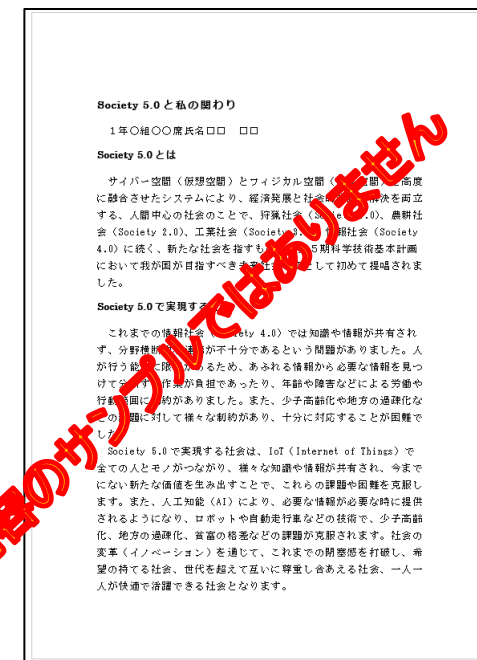 Society 5.0 と私の関わり
1年〇組〇〇席氏名□□ □□
Society 5.0 とは
サイバー空間（仮想空間）とフィジカル空間（ 空間）を高度
に融合させたシステムにより、経済発展と社会 解決を両立
する、人間中心の社会のことで、狩猟社会（Soc .0）、農耕社
会（Society 2.0）、工業社会（Society 3. 情報社会（Society
4.0）に続く、新たな社会を指すも 5期科学技術基本計画
において我が国が目指すべき 社 として初めて提唱されま
した。
Society 5.0 で実現する
これまでの情報社会（ ety 4.0）では知識や情報が共有され
ず、分野横断 が不十分であるという問題がありました。人
が行う能 に限 があるため、あふれる情報から必要な情報を見つ
けて分 す 作業が負担であったり、年齢や障害などによる労働や
行動範囲に 約がありました。また、少子高齢化や地方の過疎化な
どの 題に対して様々な制約があり、十分に対応することが困難で
した
Society 5.0 で実現する社会は、IoT（Internet of Things）で
全ての人とモノがつながり、様々な知識や情報が共有され、今まで
にない新たな価値を生み出すことで、これらの課題や困難を克服し
ます。また、人工知能（AI）により、必要な情報が必要な時に提供
されるようになり、ロボットや自動走行車などの技術で、少子高齢
化、地方の過疎化、貧富の格差などの課題が克服されます。社会の
変革（イノベーション）を通じて、これまでの閉塞感を打破し、希
望の持てる社会、世代を超えて互いに尊重し合あえる社会、一人一
人が快適で活躍できる社会となります。
容のサンプルではありません